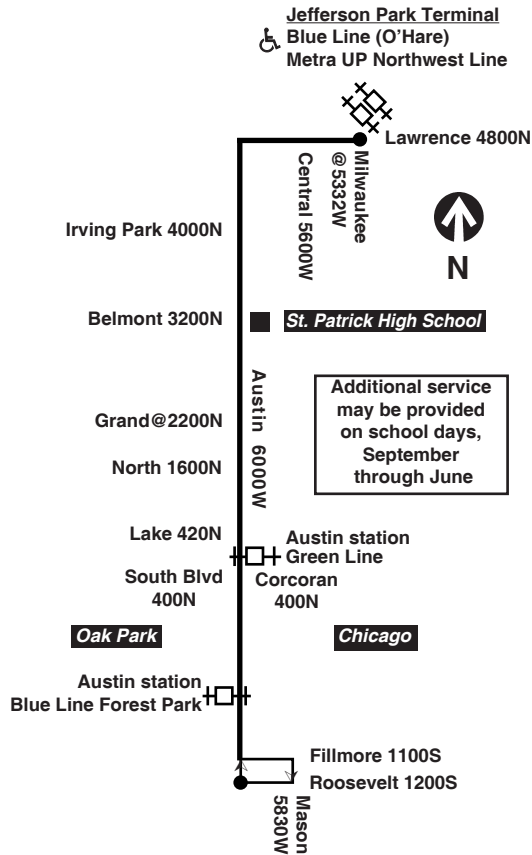 Jefferson Park Terminal
Blue Line (O'Hare)
Metra UP Northwest Line
Lawrence 4800N
Milwaukee
@5332W
Central 5600W
Irving Park 4000N
N
Belmont 3200N
St. Patrick High School
Austin 6000W
Additional service
may be provided
on school days,
September
through June
Grand@2200N
North 1600N
Lake 420N
Austin station
Green Line
South Blvd
400N
Corcoran
400N
Oak Park
Chicago
Austin station
Blue Line Forest Park
Fillmore 1100S
Roosevelt 1200S
Mason
5830W